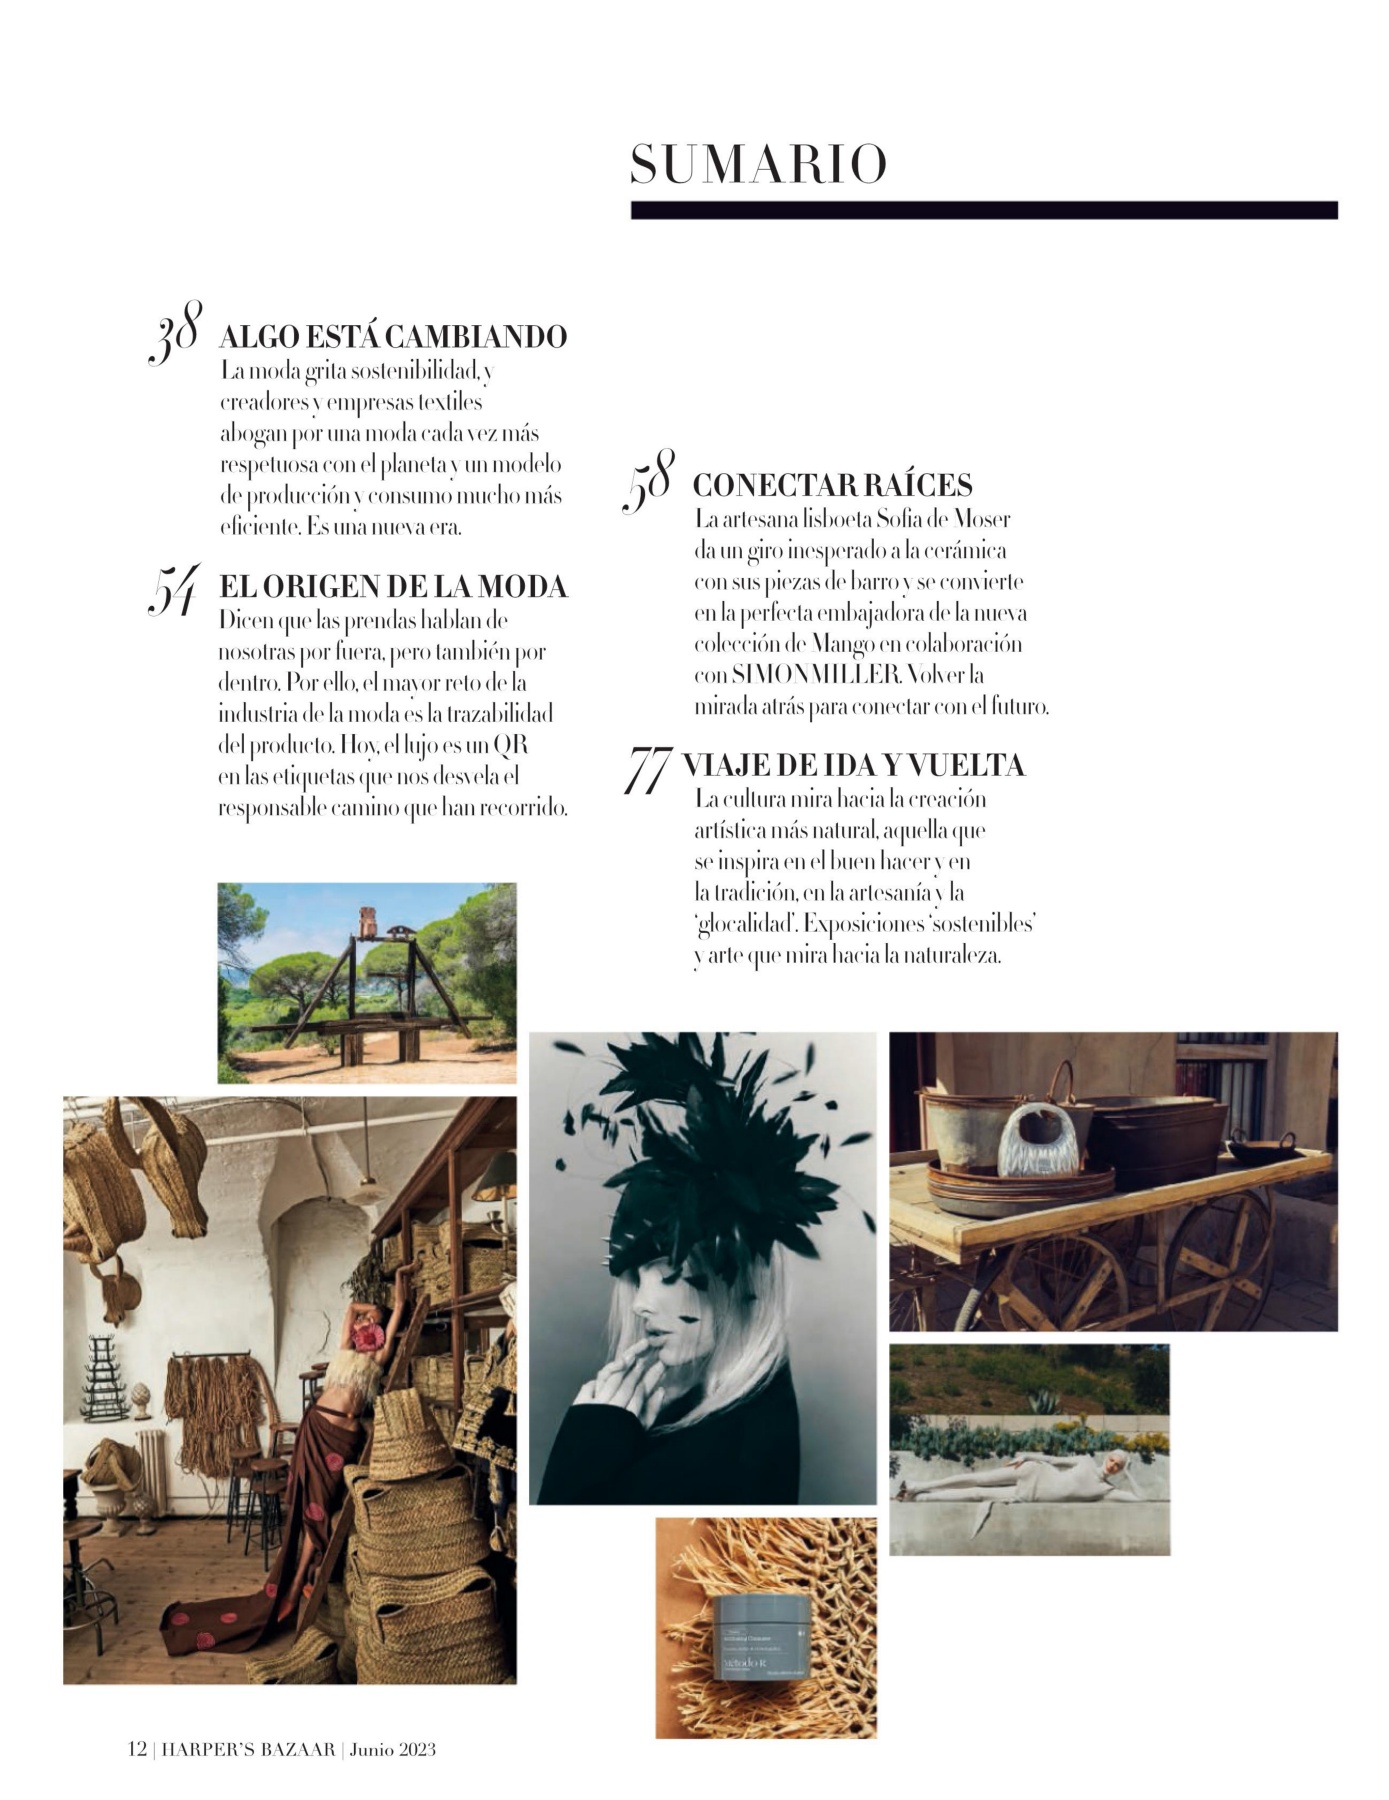 SUMARIO
38 ALGO ESTÁ CAMBIANDO
La moda grita sostenibilidad, y
creadores y empresas textiles
abogan por una moda cada vez más
respetuosa con el planeta y un modelo
de producción y consumo mucho más
eficiente. Es una nueva era.
54 EL ORIGEN DE LA MODA
Dicen que las prendas hablan de
nosotras por fuera, pero también por
dentro. Por ello, el mayor reto de la
industria de la moda es la trazabilidad
del producto. Hoy, el lujo es un QR
en las etiquetas que nos desvela el
responsable camino que han recorrido.
58 CONECTAR RAÍCES
La artesana lisboeta Sofia de Moser
da un giro inesperado a la cerámica
con sus piezas de barro y se convierte
en la perfecta embajadora de la nueva
colección de Mango en colaboración
con SIMONMILLER. Volver la
mirada atrás para conectar con el futuro.
77 VIAJE DE IDA Y VUELTA
La cultura mira hacia la creación
artística más natural, aquella que
se inspira en el buen hacer y en
la tradición, en la artesanía y la
‘glocalidad’. Exposiciones ‘sostenibles’
y arte que mira hacia la naturaleza.
Cleanser
Método R
12 | HARPER’S BAZAAR | Junio 2023